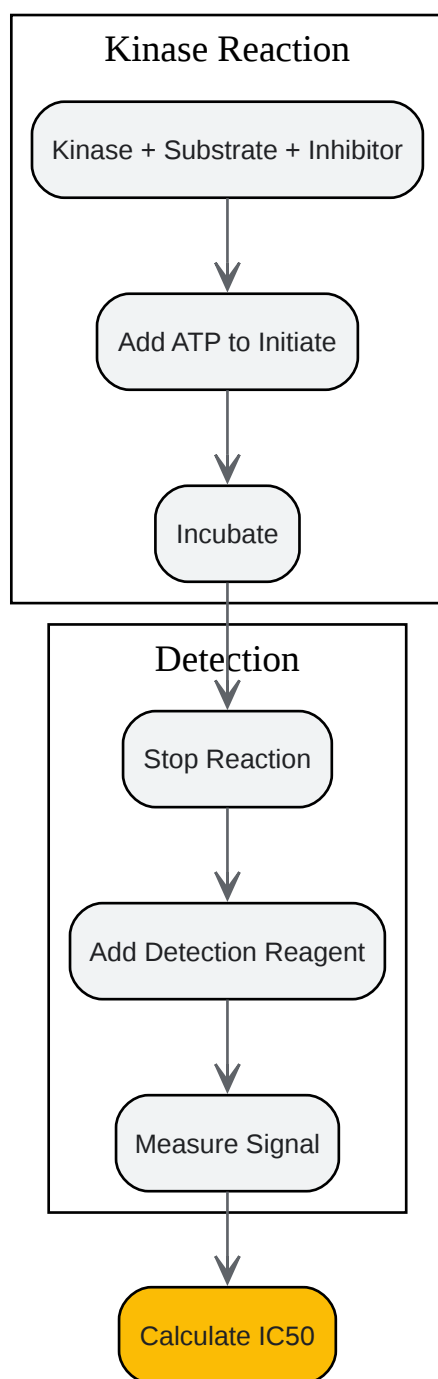 Kinase Reaction
Kinase + Substrate + Inhibitor
Add ATP to Initiate
Incubate
Detection
Stop Reaction
Add Detection Reagent
Measure Signal
Calculate IC50